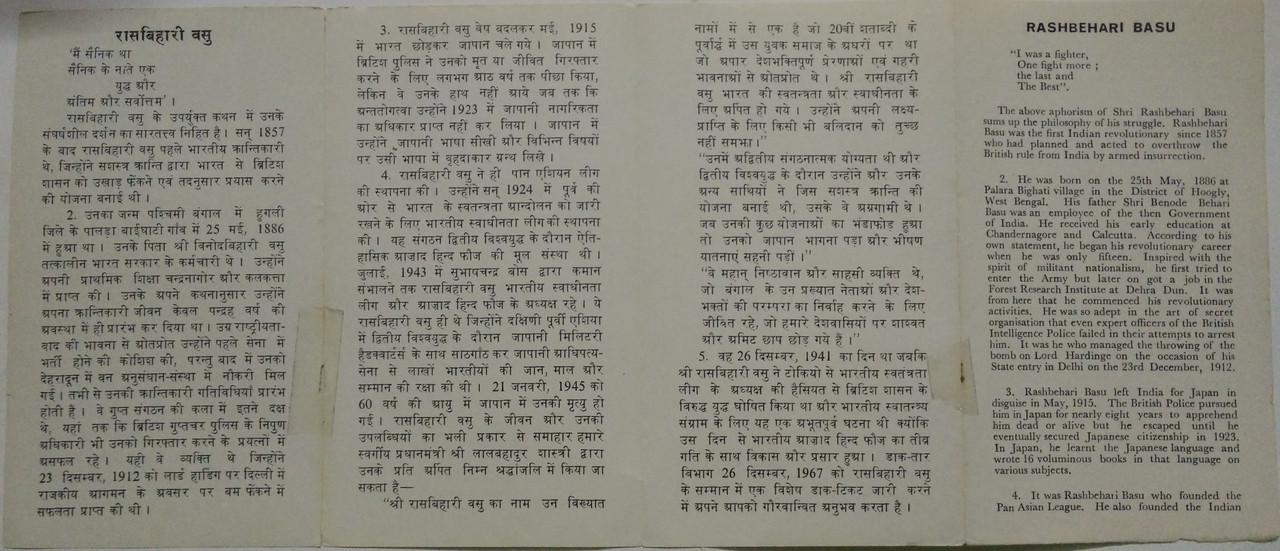 रासबिहारी वसु
‘मैं सैनिक था
सैनिक के नाते एक
युद्ध और
अंतिम और सर्वोत्तम’ ।
रासबिहारी वसु के उपर्युक्त कथन में उनके
संघर्षशील दर्शन का सारतत्त्व निहित है । सन् 1857
के बाद रासबिहारी वसु पहले भारतीय क्रान्तिकारी
थे, जिन्होंने सशस्त्र क्रांति द्वारा भारत से ब्रिटिश
शासन को उखाड़ फेंकने एवं तदनुसार प्रयास करने
की योजना बनाई थी ।
2. उनका जन्म पश्चिमी बंगाल में हुगली
जिले के पालड़ा बाईघाटी गाँव में 25 मई, 1886
में हुआ था । उनके पिता श्री विनोदबिहारी वसु
तत्कालीन भारत सरकार के कर्मचारी थे । उन्होंने
अपनी प्राथमिक शिक्षा चन्द्रनागोर और कलकत्ता
में प्राप्त की । उनके अपने कथनानुसार उन्होंने
अपना क्रान्तिकारी जीवन केवल पन्द्रह वर्ष की
अवस्था में ही प्रारंभ कर दिया था । उग्र राष्ट्रीयता-
वाद की भावना से ओतप्रोत उन्होंने पहले सेना में
भर्ती होने की कोशिश की, परन्तु बाद में उनको
देहरादून में वन अनुसंधान-संस्था में नौकरी मिल
गई । तभी से उनकी क्रान्तिकारी गतिविधियाँ प्रारंभ
होती हैं । वे गुप्त संगठन की कला में इतने दक्ष
थे, यहाँ तक कि ब्रिटिश गुप्तचर पुलिस के निपुण
अधिकारी भी उनको गिरफ्तार करने के प्रयत्नों में
असफल रहे । यही वे व्यक्ति थे जिन्होंने
23 दिसम्बर, 1912 को लार्ड हार्डिंग पर दिल्ली में
राजकीय आगमन के अवसर पर बम फेंकने में
सफलता प्राप्त की थी ।
3. रासबिहारी वसु वेष बदलकर मई, 1915
में भारत छोड़कर जापान चले गये । जापान में
ब्रिटिश पुलिस ने उनको मृत या जीवित गिरफ्तार
करने के लिए लगभग आठ वर्ष तक पीछा किया,
लेकिन वे उनके हाथ नहीं आये जब तक कि
अन्ततोगत्वा उन्होंने 1923 में जापानी नागरिकता
का अधिकार प्राप्त नहीं कर लिया । जापान में
उन्होंने जापानी भाषा सीखी और विभिन्न विषयों
पर उसी भाषा में वृहदाकार ग्रन्थ लिखे ।
4. रासबिहारी वसु ने ही पान एशियन लीग
की स्थापना की । उन्होंने सन् 1924 में पूर्व की
ओर से भारत के स्वतन्त्रता आन्दोलन को जारी
रखने के लिए भारतीय स्वाधीनता लीग की स्थापना
की । यह संगठन द्वितीय विश्वयुद्ध के दौरान ऐति-
हासिक आज़ाद हिन्द फौज की मूल संस्था थी ।
जुलाई, 1943 में सुभाषचन्द्र बोस द्वारा कमान
संभालने तक रासबिहारी वसु भारतीय स्वाधीनता
लीग और आज़ाद हिन्द फौज के अध्यक्ष रहे । ये
रासबिहारी वसु ही थे जिन्होंने दक्षिणी पूर्वी एशिया
में द्वितीय विश्वयुद्ध के दौरान जापानी मिलिटरी
हैडक्वार्टर्स के साथ साठगांठ कर जापानी आधिपत्य-
सेना से लाखों भारतीयों की जान, माल और
सम्मान की रक्षा की थी । 21 जनवरी, 1945 को
60 वर्ष की आयु में जापान में उनकी मृत्यु हो
गई । रासबिहारी वसु के जीवन और उनकी
उपलब्धियों का भली प्रकार से समाहार हमारे
स्वर्गीय प्रधानमंत्री श्री लालबहादुर शास्त्री द्वारा
उनके प्रति अर्पित निम्न श्रद्धांजलि में किया जा
सकता है—
“श्री रासबिहारी वसु का नाम उन विख्यात
नामों में से एक है जो 20वीं शताब्दी के
पूर्वार्द्ध में उस युवक समाज के अधरों पर था
जो अपार देशभक्तिपूर्ण प्रेरणाओं एवं गहरी
भावनाओं से ओतप्रोत थे । श्री रासबिहारी
वसु भारत की स्वतन्त्रता और स्वाधीनता के
लिए अर्पित हो गये । उन्होंने अपनी लक्ष्य-
प्राप्ति के लिए किसी भी बलिदान को तुच्छ
नहीं समझा ।”
“उनमें अद्वितीय संगठनात्मक योग्यता थी और
द्वितीय विश्वयुद्ध के दौरान उन्होंने और उनके
अन्य साथियों ने जिस सशस्त्र क्रान्ति की
योजना बनाई थी, उसके वे अग्रगामी थे ।
जब उनकी कुछ योजनाओं का भंडाफोड़ हुआ
तो उनको जापान भागना पड़ा और भीषण
यातनाएं सहनी पड़ीं ।”
“वे महान् निष्ठावान और साहसी व्यक्ति थे,
जो बंगाल के उन प्रख्यात नेताओं और देश-
भक्तों की परम्परा का निर्वाह करने के लिए
जीवित रहे, जो हमारे देशवासियों पर शाश्वत
और अमिट छाप छोड़ गये हैं ।”
5. वह 26 दिसम्बर, 1941 का दिन था जबकि
श्री रासबिहारी वसु ने टोकियो से भारतीय स्वतंत्रता
लीग के अध्यक्ष की हैसियत से ब्रिटिश शासन के
विरुद्ध युद्ध घोषित किया था और भारतीय स्वातन्त्र्य
संग्राम के लिए यह एक अभूतपूर्व घटना थी क्योंकि
उस दिन से भारतीय आज़ाद हिन्द फौज का तीव्र
गति के साथ विकास और प्रसार हुआ । डाक-तार
विभाग 26 दिसम्बर, 1967 को रासबिहारी वसु
के सम्मान में एक विशेष डाक-टिकट जारी करने
में अपने आपको गौरवान्वित अनुभव करता है ।
RASHBEHARI BASU
“I was a fighter,
One fight more ;
the last and
The Best”.
The above aphorism of Shri Rashbehari Basu
sums up the philosophy of his struggle. Rashbehari
Basu was the first Indian revolutionary since 1857
who had planned and acted to overthrow the
British rule from India by armed insurrection.
2. He was born on the 25th May, 1886 at
Palara Bighati village in the District of Hoogly,
West Bengal. His father Shri Benode Behari
Basu was an employee of the then Government
of India. He received his early education at
Chandernagore and Calcutta. According to his
own statement, he began his revolutionary career
when he was only fifteen. Inspired with the
spirit of militant nationalism, he first tried to
enter the Army but later on got a job in the
Forest Research Institute at Dehra Dun. It was
from here that he commenced his revolutionary
activities. He was so adept in the art of secret
organisation that even expert officers of the British
Intelligence Police failed in their attempts to arrest
him. It was he who managed the throwing of the
bomb on Lord Hardinge on the occasion of his
State entry in Delhi on the 23rd December, 1912.
3. Rashbehari Basu left India for Japan in
disguise in May, 1915. The British Police pursued
him in Japan for nearly eight years to apprehend
him dead or alive but he escaped until he
eventually secured Japanese citizenship in 1923.
In Japan, he learnt the Japanese language and
wrote 16 voluminous books in that language on
various subjects.
4. It was Rashbehari Basu who founded the
Pan Asian League. He also founded the Indian